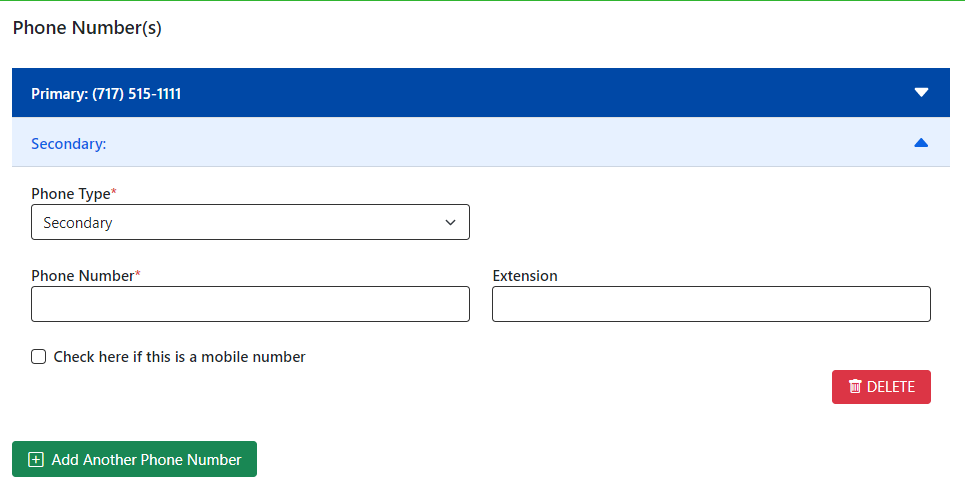 Phone Number(s)
Primary: (717) 515-1111
Secondary:
Phone Type*
Secondary
Phone Number* Extension
Check here if this is a mobile number
DELETE
Add Another Phone Number